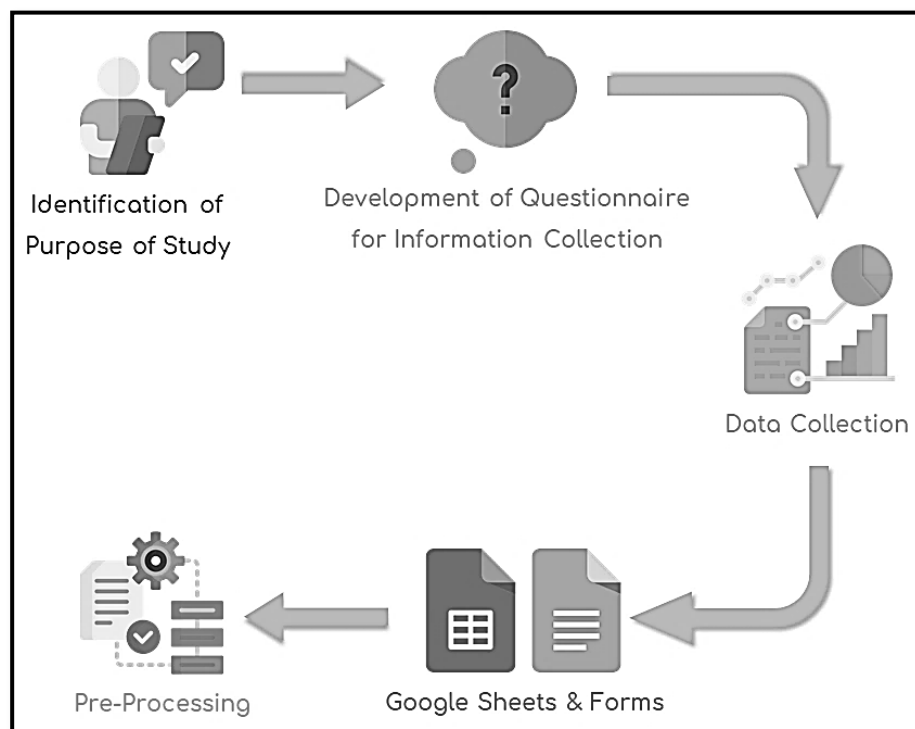 Identification of
Purpose of Study
?
Development of Questionnaire
for Information Collection
Data Collection
Google Sheets & Forms
Pre-Processing